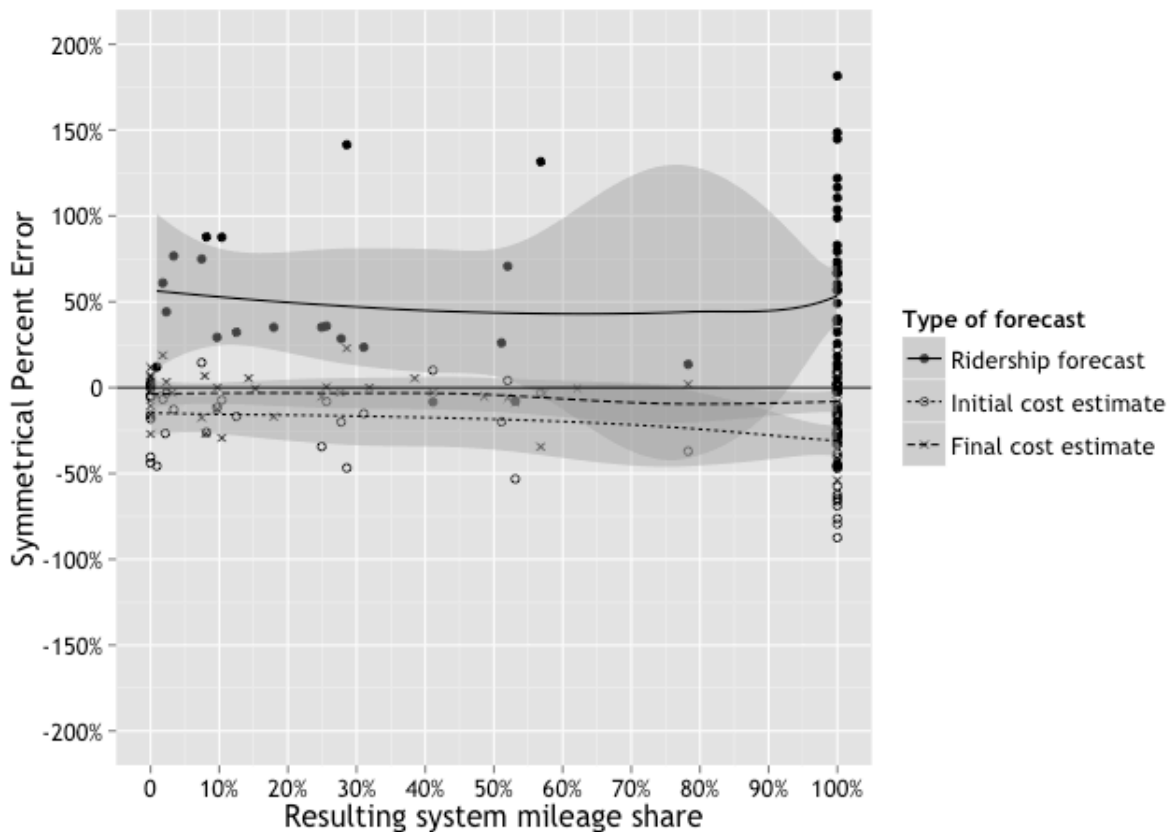 200%
150%
100%
50%
0
-50%
-100%
-150%
-200%
Symmetrical Percent Error
0 10% 20% 30% 40% 50% 60% 70% 80% 90% 100%
Resulting system mileage share
Type of forecast
Ridership forecast
Initial cost estimate
Final cost estimate